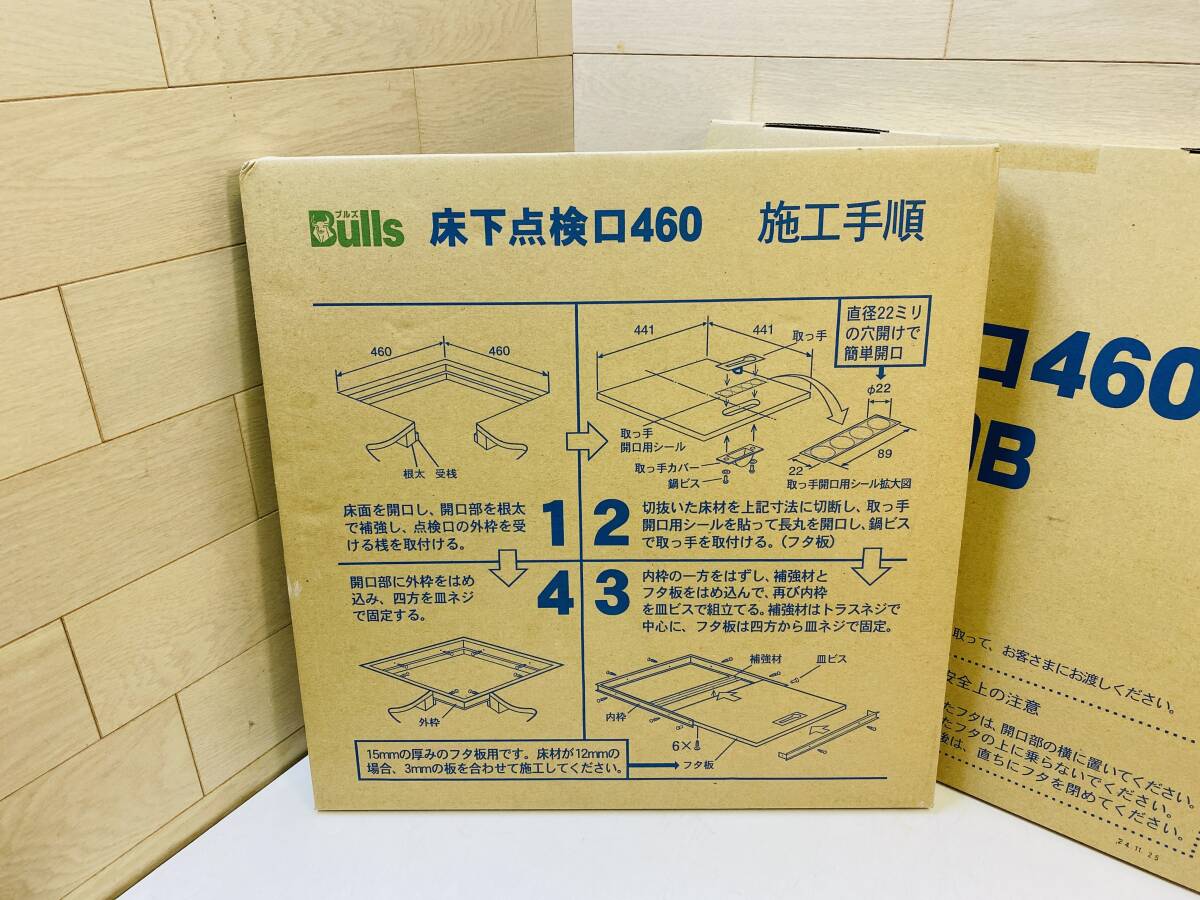 ブルズ
Bulls 床下点検口460 施工手順
460
460
根太 受桟
床面を開口し、開口部を根太
で補強し、点検口の外枠を受
ける桟を取付ける。
1
441
441
取っ手
直径22ミリ
の穴開けで
簡単開口
φ22
取っ手
開口用シール
取っ手カバー
鍋ビス
22
89
取っ手開口用シール拡大図
2
切抜いた床材を上記寸法に切断し、取っ手
開口用シールを貼って長丸を開口し、鍋ビス
で取っ手を取付ける。(フタ板)
3
内枠の一方をはずし、補強材と
フタ板をはめ込んで、再び内枠
を皿ビスで組立てる。補強材はトラスネジで
中心に、フタ板は四方から皿ネジで固定。
補強材
皿ビス
内枠
6×
フタ板
開口部に外枠をはめ
込み、四方を皿ネジ
で固定する。
4
外枠
15mmの厚みのフタ板用です。床材が12mmの
場合、3mmの板を合わせて施工してください。
口460
B
取って、お客さまにお渡しください。
安全上の注意
たフタは、開口部の横に置いてください。
たフタの上に乗らないでください。
後は、直ちにフタを閉めてください。
24.11.25